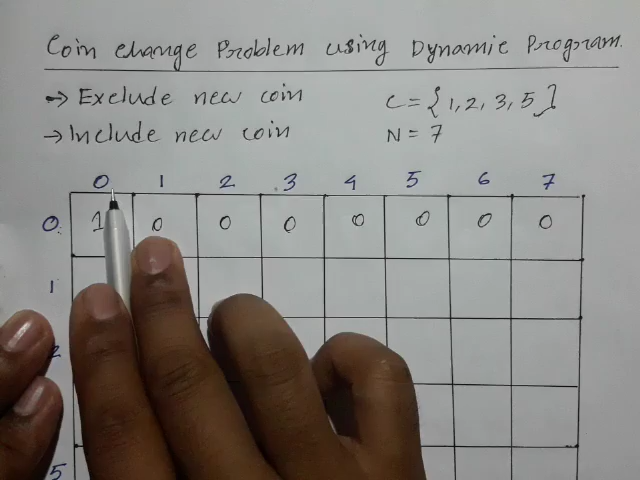 Coin change Problem using Dynamic Program.
→ Exclude new coin C = {1, 2, 3, 5}
→ Include new coin N = 7
0 1 2 3 4 5 6 7
0 1 0 0 0 0 0 0 0
1
2
5